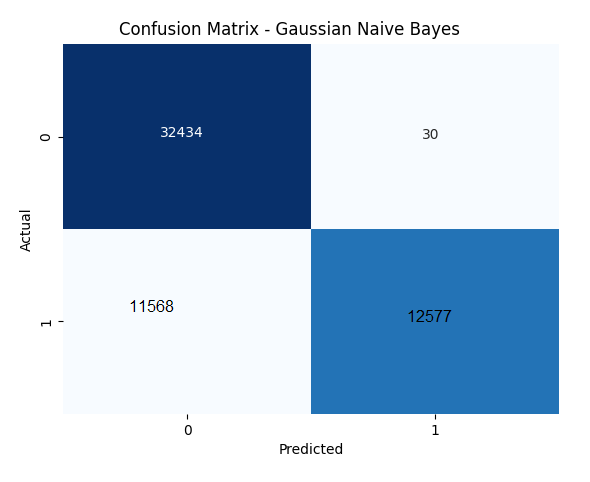 Confusion Matrix - Gaussian Naive Bayes
0
32434
30
Actual
1
11568
12577
0
1
Predicted